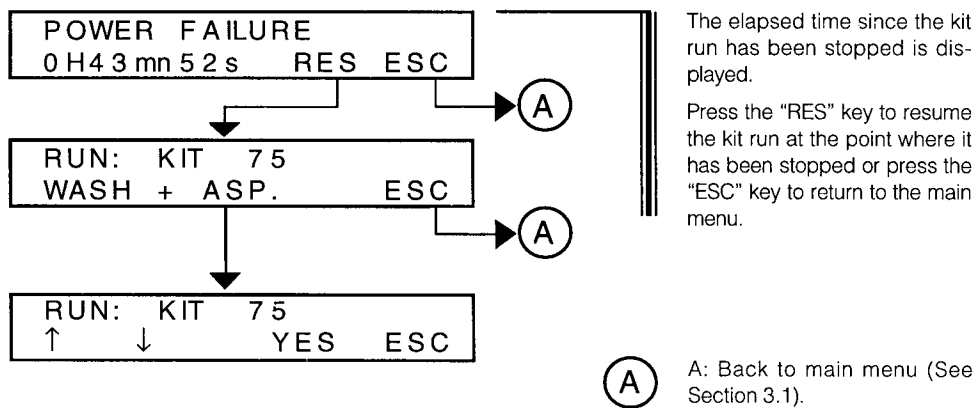 POWER FAILURE
0H43mn52s RES ESC
A
RUN: KIT 75
WASH + ASP. ESC
A
RUN: KIT 75
↑ ↓ YES ESC
The elapsed time since the kit
run has been stopped is dis-
played.
Press the “RES” key to resume
the kit run at the point where it
has been stopped or press the
“ESC” key to return to the main
menu.
A
A: Back to main menu (See
Section 3.1).